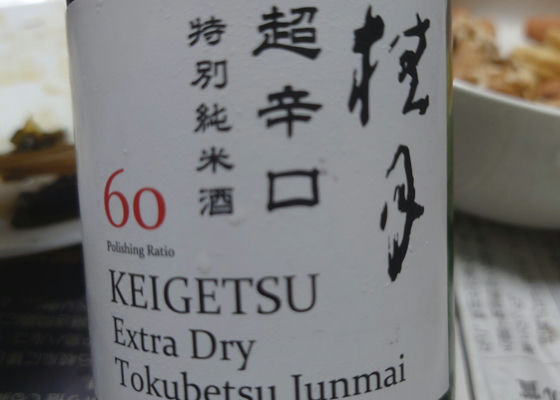 桂月
超辛口
特別純米酒
60
Polishing Ratio
KEIGETSU
Extra Dry
Tokubetsu Junmai